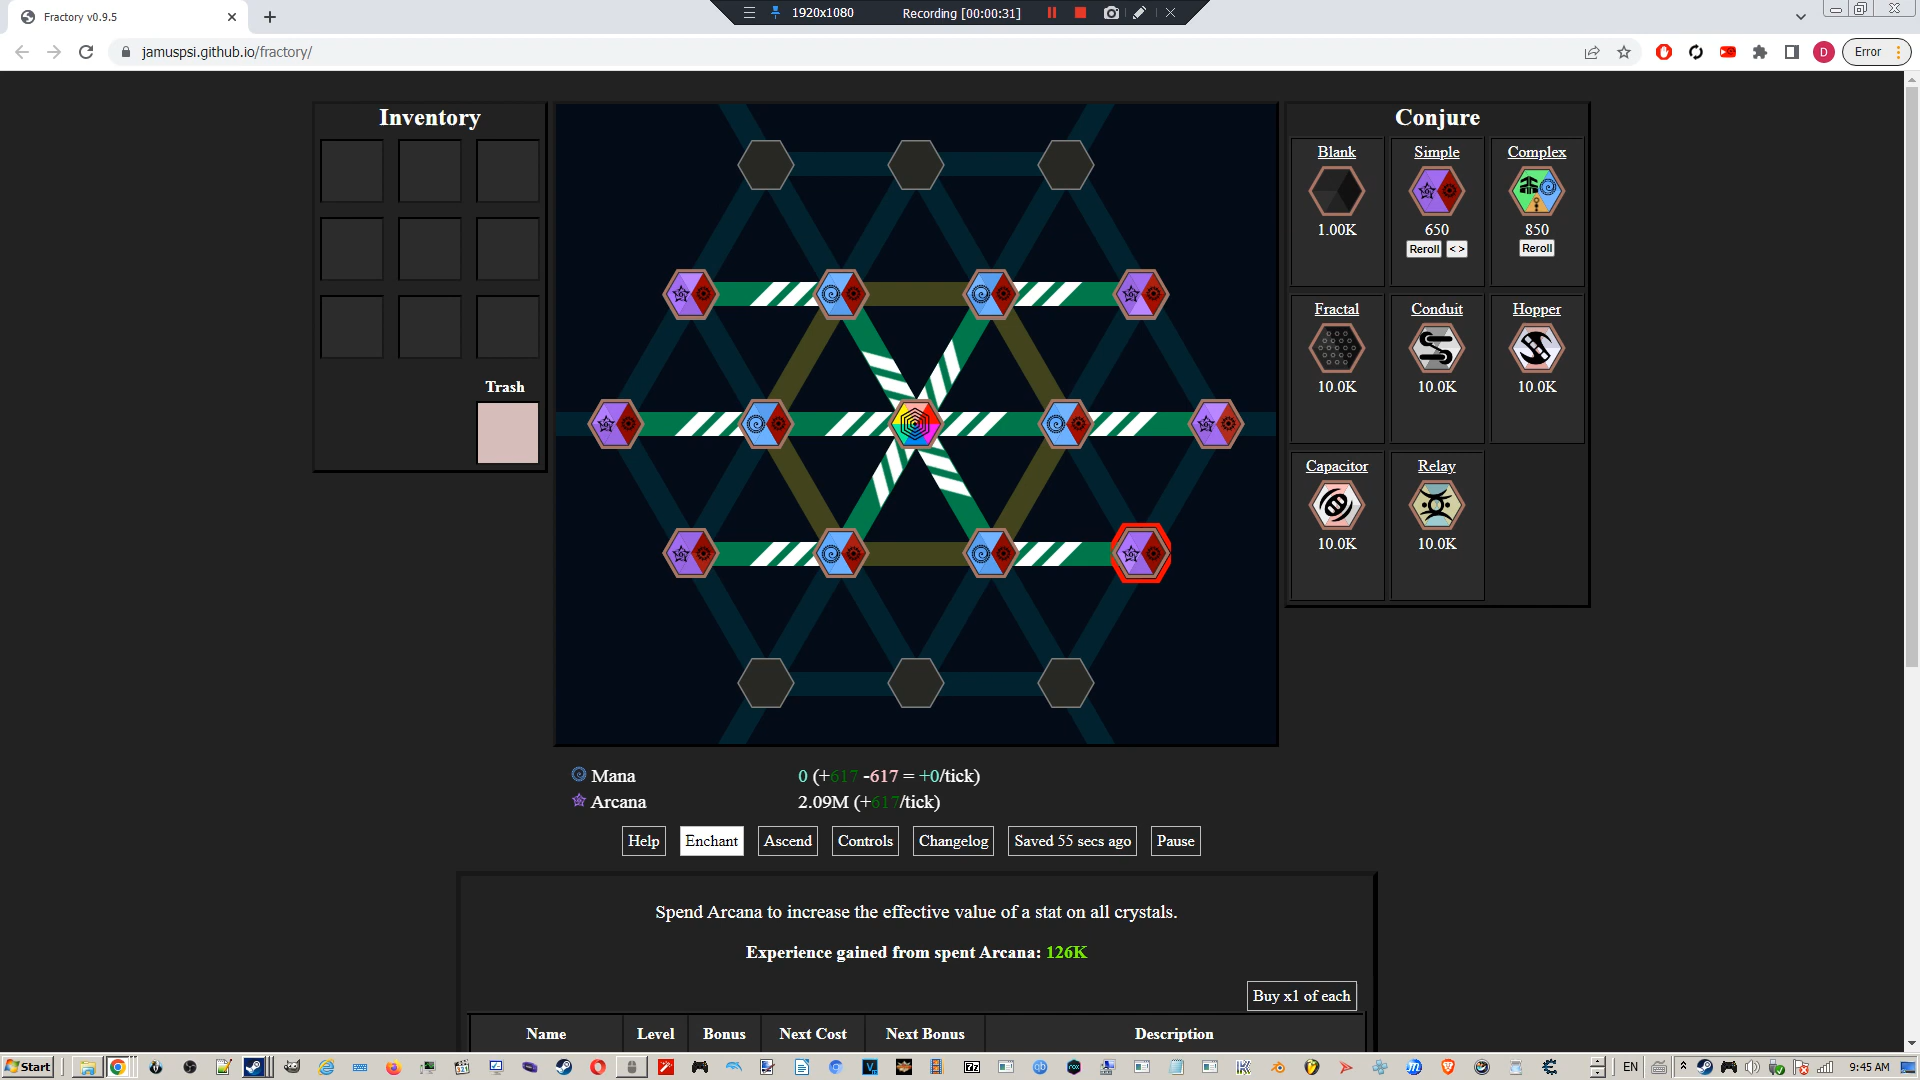 Fractory v0.9.5
1920x1080
Recording [00:00:31]
jamuspsi.github.io/fractory/
D
Error
Inventory
Trash
Conjure
Blank
Simple
Complex
1.00K
650
850
Reroll
< >
Reroll
Fractal
Conduit
Hopper
10.0K
10.0K
10.0K
Capacitor
Relay
10.0K
10.0K
Mana 0 (+617 -617 = +0/tick)
Arcana 2.09M (+617/tick)
Help
Enchant
Ascend
Controls
Changelog
Saved 55 secs ago
Pause
Spend Arcana to increase the effective value of a stat on all crystals.
Experience gained from spent Arcana: 126K
Buy x1 of each
Name Level Bonus Next Cost Next Bonus Description
Start
EN
9:45 AM